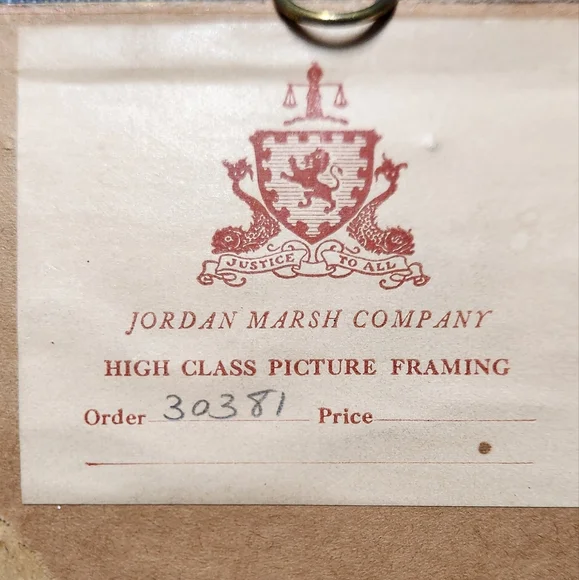 JUSTICE TO ALL
JORDAN MARSH COMPANY
HIGH CLASS PICTURE FRAMING
Order 30381 Price